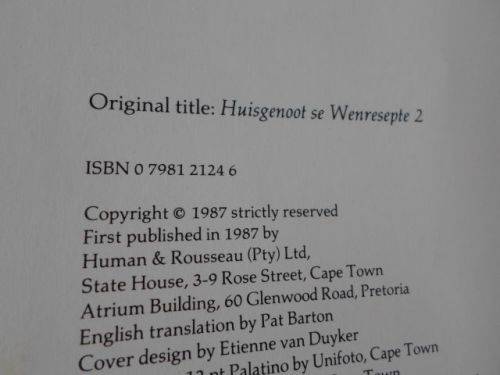 Original title: Huisgenoot se Wenresepte 2
ISBN 0 7981 2124 6
Copyright © 1987 strictly reserved
First published in 1987 by
Human & Rousseau (Pty) Ltd,
State House, 3-9 Rose Street, Cape Town
Atrium Building, 60 Glenwood Road, Pretoria
English translation by Pat Barton
Cover design by Etienne van Duyker
pt Palatino by Unifoto, Cape Town
Cape Town